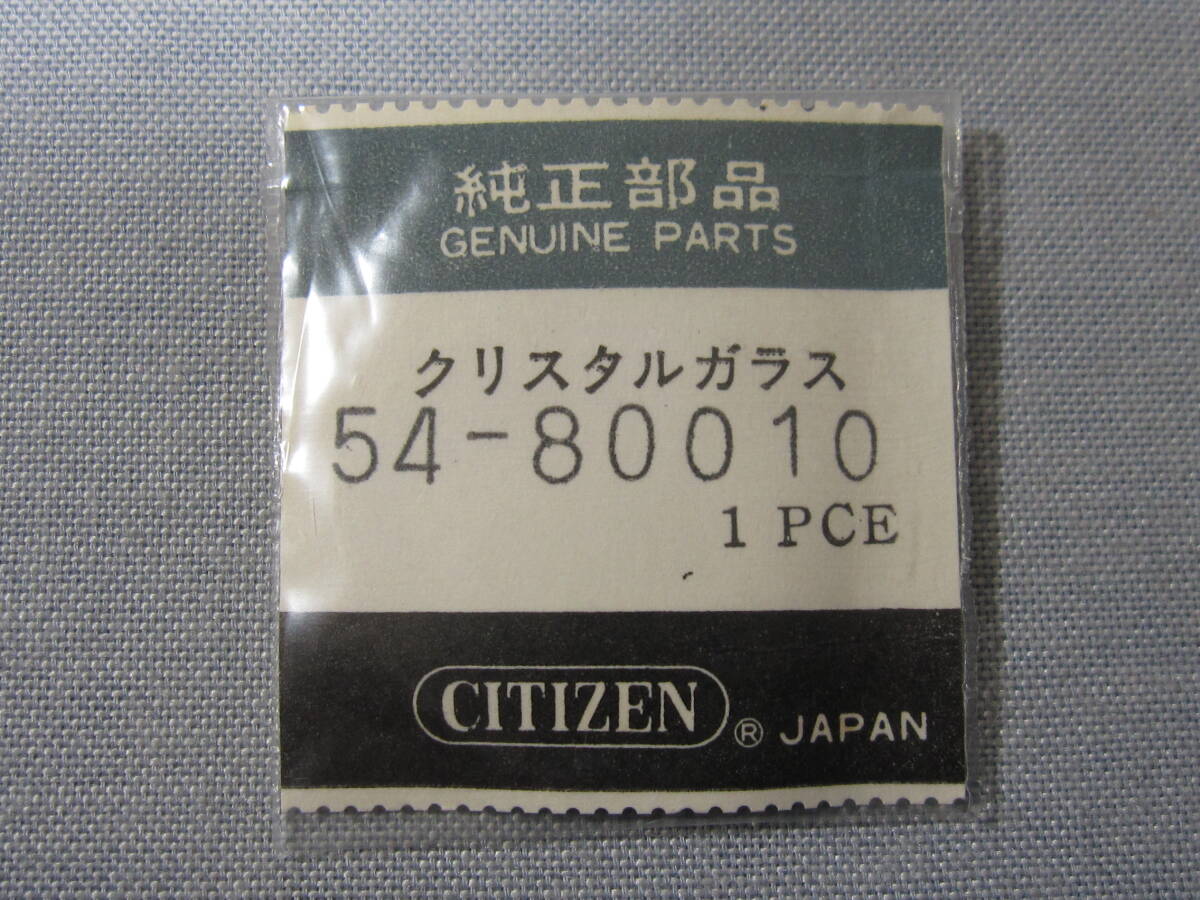 純正部品
GENUINE PARTS
クリスタルガラス
54-80010
1 PCE
CITIZEN ® JAPAN